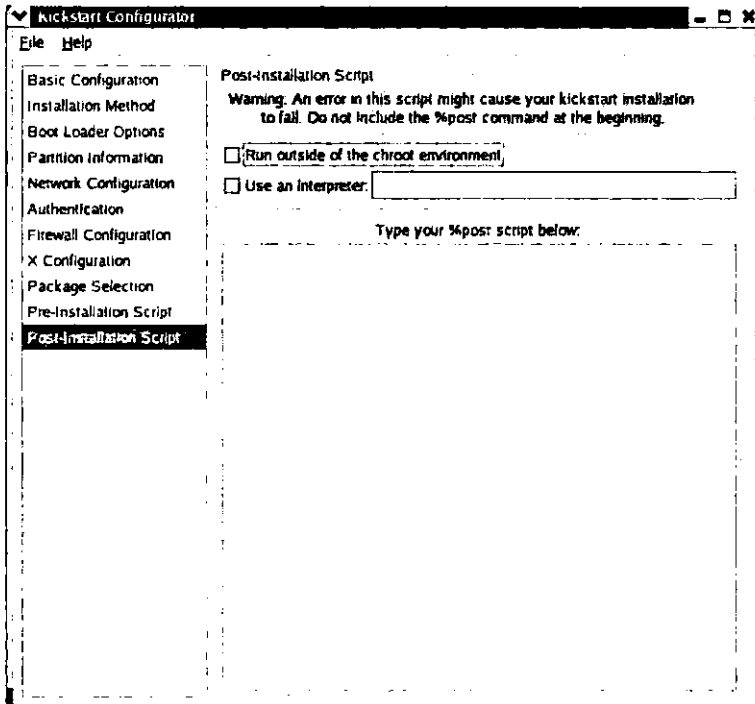 Kickstart Configurator
File Help
Basic Configuration
Installation Method
Boot Loader Options
Partition Information
Network Configuration
Authentication
Firewall Configuration
X Configuration
Package Selection
Pre-Installation Script
Post-Installation Script
Post-Installation Script
Warning: An error in this script might cause your kickstart installation
to fail. Do not include the %post command at the beginning.
Run outside of the chroot environment
Use an interpreter:
Type your %post script below: